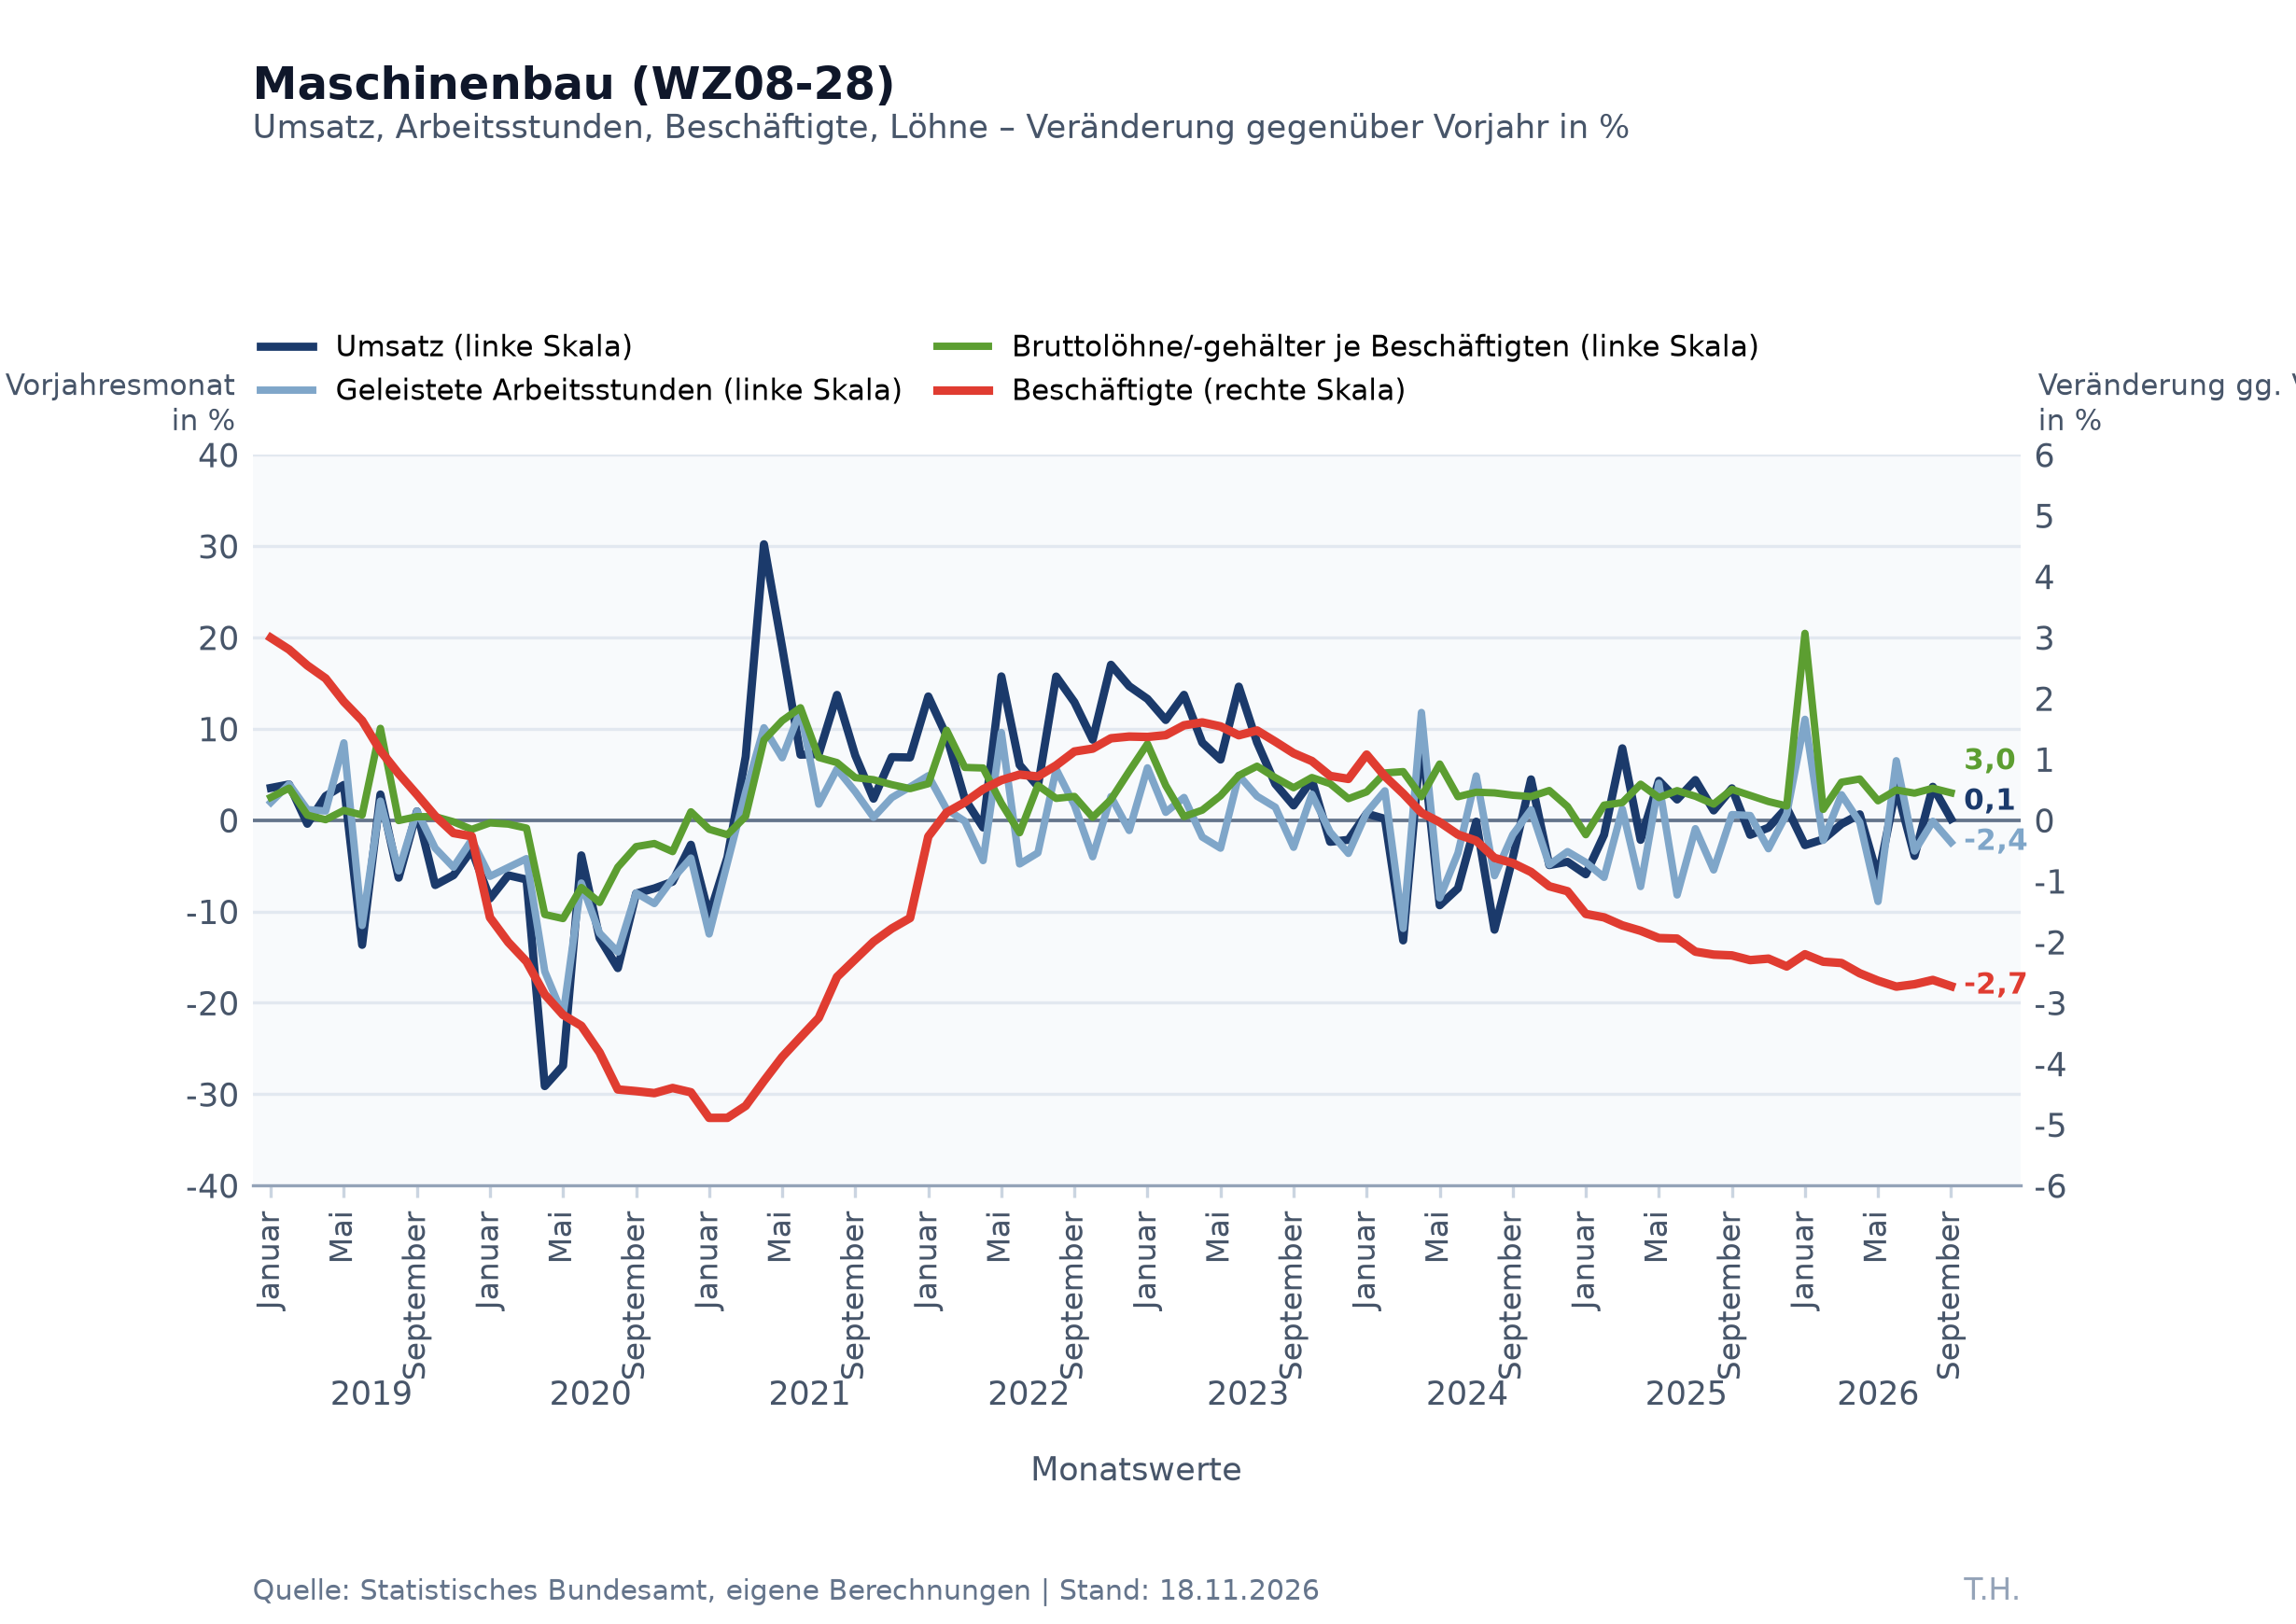 Maschinenbau (WZ08-28)
Umsatz, Arbeitsstunden, Beschäftigte, Löhne – Veränderung gegenüber Vorjahr in %
Umsatz (linke Skala)
Geleistete Arbeitsstunden (linke Skala)
Bruttolöhne/-gehälter je Beschäftigten (linke Skala)
Beschäftigte (rechte Skala)
Vorjahresmonat
in %
Veränderung gg.
in %
40
30
20
10
0
-10
-20
-30
-40
6
5
4
3
2
1
0
-1
-2
-3
-4
-5
-6
3,0
0,1
-2,4
-2,7
Januar
Mai
September
Januar
Mai
September
Januar
Mai
September
Januar
Mai
September
Januar
Mai
September
Januar
Mai
September
Januar
Mai
September
Januar
Mai
September
2019
2020
2021
2022
2023
2024
2025
2026
Monatswerte
Quelle: Statistisches Bundesamt, eigene Berechnungen | Stand: 18.11.2026
T.H.